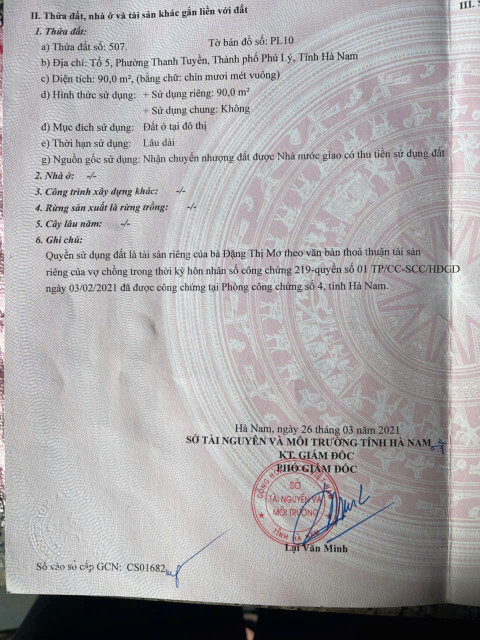 III.
II. Thửa đất, nhà ở và tài sản khác gắn liền với đất
1. Thửa đất:
a) Thửa đất số: 507. Tờ bản đồ số: PL10
b) Địa chỉ: Tổ 5, Phường Thanh Tuyền, Thành phố Phủ Lý, Tỉnh Hà Nam
c) Diện tích: 90,0 m², (bằng chữ: chín mươi mét vuông)
d) Hình thức sử dụng: + Sử dụng riêng: 90,0 m²
+ Sử dụng chung: Không
đ) Mục đích sử dụng: Đất ở tại đô thị
e) Thời hạn sử dụng: Lâu dài
g) Nguồn gốc sử dụng: Nhận chuyển nhượng đất được Nhà nước giao có thu tiền sử dụng đất
2. Nhà ở: -/-
3. Công trình xây dựng khác: -/-
4. Rừng sản xuất là rừng trồng: -/-
5. Cây lâu năm: -/-
6. Ghi chú:
Quyền sử dụng đất là tài sản riêng của bà Đặng Thị Mơ theo văn bản thoả thuận tài sản
riêng của vợ chồng trong thời kỳ hôn nhân số công chứng 219-quyển số 01 TP/CC-SCC/HĐGD
ngày 03/02/2021 đã được công chứng tại Phòng công chứng số 4, tỉnh Hà Nam.
Hà Nam, ngày 26 tháng 03 năm 2021
SỞ TÀI NGUYÊN VÀ MÔI TRƯỜNG TỈNH HÀ NAM
KT. GIÁM ĐỐC
PHÓ GIÁM ĐỐC
SỞ
TÀI NGUYÊN VÀ
MÔI TRƯỜNG
TỈNH HÀ NAM
Lại Văn Minh
Số vào sổ cấp GCN: CS01682